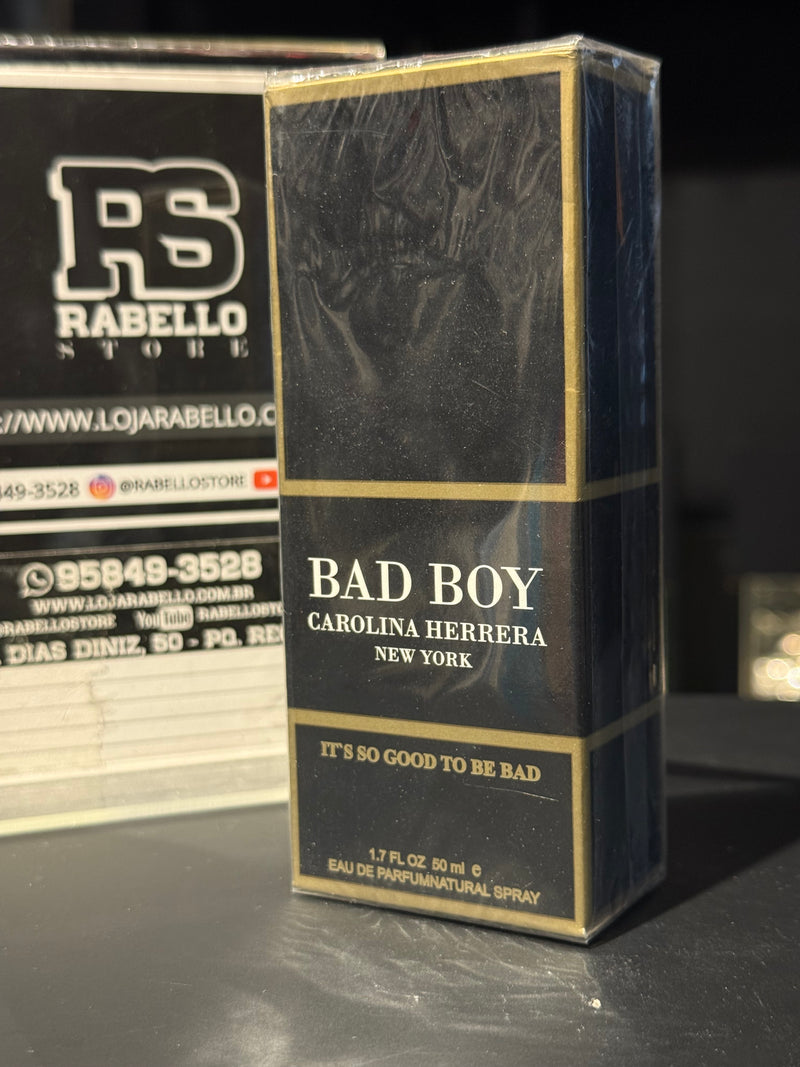 RS
RABELLO
STORE
://WWW.LOJARABELLO.C
849-3528 @RABELLOSTORE
95849-3528
WWW.LOJARABELLO.COM.BR
RABELLOSTORE YouTube RABELLOSTO
DIAS DINIZ, 50 - PQ. RE
BAD BOY
CAROLINA HERRERA
NEW YORK
IT'S SO GOOD TO BE BAD
1.7 FL OZ 50 ml e
EAU DE PARFUMNATURAL SPRAY